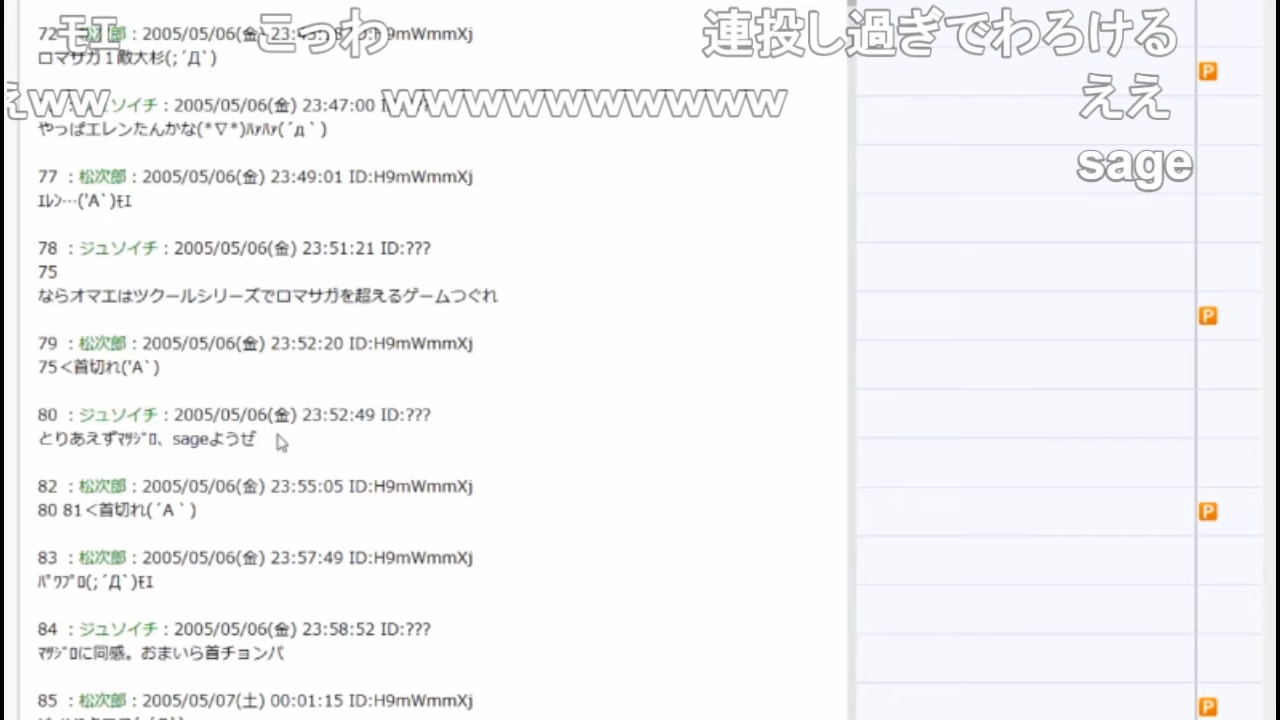 モエ
こっわ
連投し過ぎでわろける
72 :松次郎:2005/05/06(金) 23:45:18 ID:H9mWmmXj
ロマサガ1敵大杉(;´Д`)
P
えww
wwwwwwwwwwww
ええ
ジュソイチ:2005/05/06(金) 23:47:00
やっぱエレンたんかな(*▽*)ﾊｧﾊｧ(´д`)
sage
77 :松次郎:2005/05/06(金) 23:49:01 ID:H9mWmmXj
ｴﾚﾝ…('A`)ﾓｴ
78 :ジュソイチ:2005/05/06(金) 23:51:21 ID:???
75
ならオマエはツクールシリーズでロマサガを超えるゲームつぐれ
P
79 :松次郎:2005/05/06(金) 23:52:20 ID:H9mWmmXj
75<首切れ('A`)
80 :ジュソイチ:2005/05/06(金) 23:52:49 ID:???
とりあえずﾏｻｼﾞﾛ、sageようぜ
82 :松次郎:2005/05/06(金) 23:55:05 ID:H9mWmmXj
80 81<首切れ(´A`)
P
83 :松次郎:2005/05/06(金) 23:57:49 ID:H9mWmmXj
ﾊﾟﾜﾌﾟﾛ(;´Д`)ﾓｴ
84 :ジュソイチ:2005/05/06(金) 23:58:52 ID:???
ﾏｻｼﾞﾛに同感。おまいら首チョンパ
85 :松次郎:2005/05/07(土) 00:01:15 ID:H9mWmmXj
P